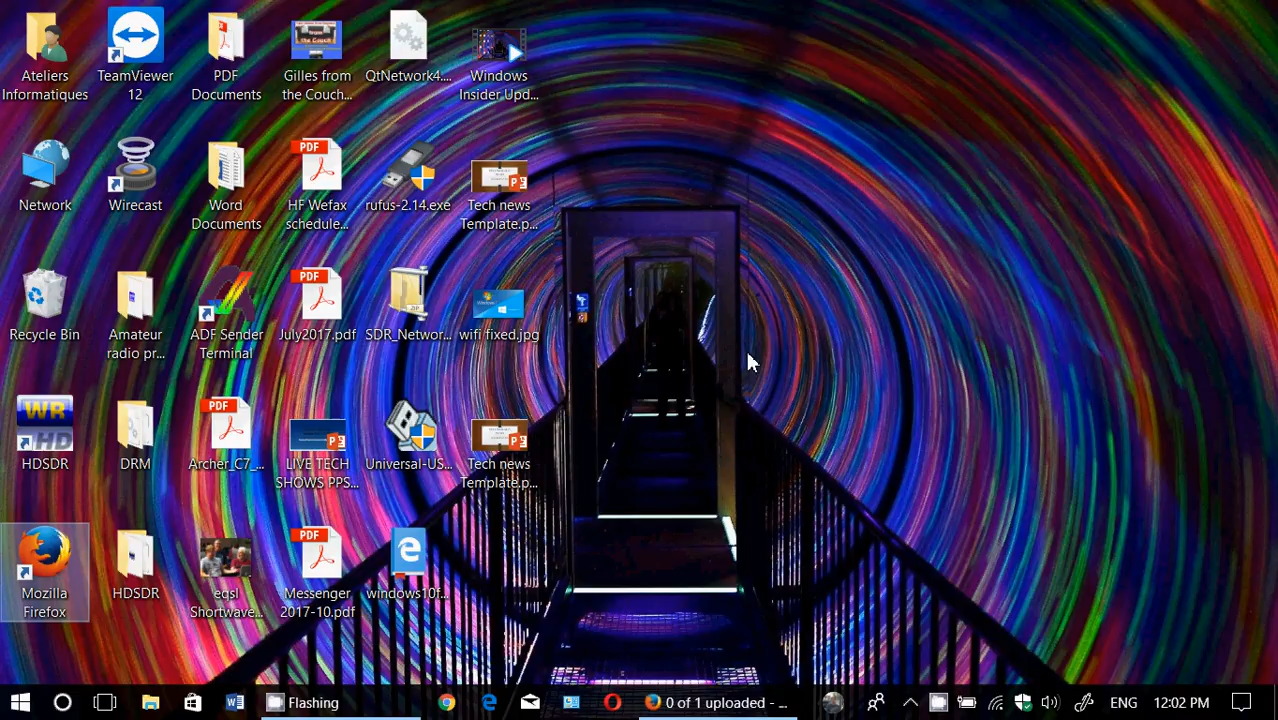 Ateliers
Informatiques
TeamViewer
12
PDF
Documents
Gilles from
the Couch...
QtNetwork4....
Windows
Insider Upd...
Network
Wirecast
Word
Documents
PDF
HF Wefax
schedule...
rufus-2.14.exe
Tech news
Template.p...
Recycle Bin
Amateur
radio pr...
ADF Sender
Terminal
PDF
July2017.pdf
ZIP
SDR_Networ...
wifi fixed.jpg
WR
HD
HDSDR
DRM
PDF
Archer_C7_...
LIVE TECH
SHOWS PPS...
Universal-US...
Tech news
Template.p...
Mozilla
Firefox
HDSDR
eqsl
Shortwave...
PDF
Messenger
2017-10.pdf
windows10f...
Flashing
0 of 1 uploaded - ...
ENG
12:02 PM